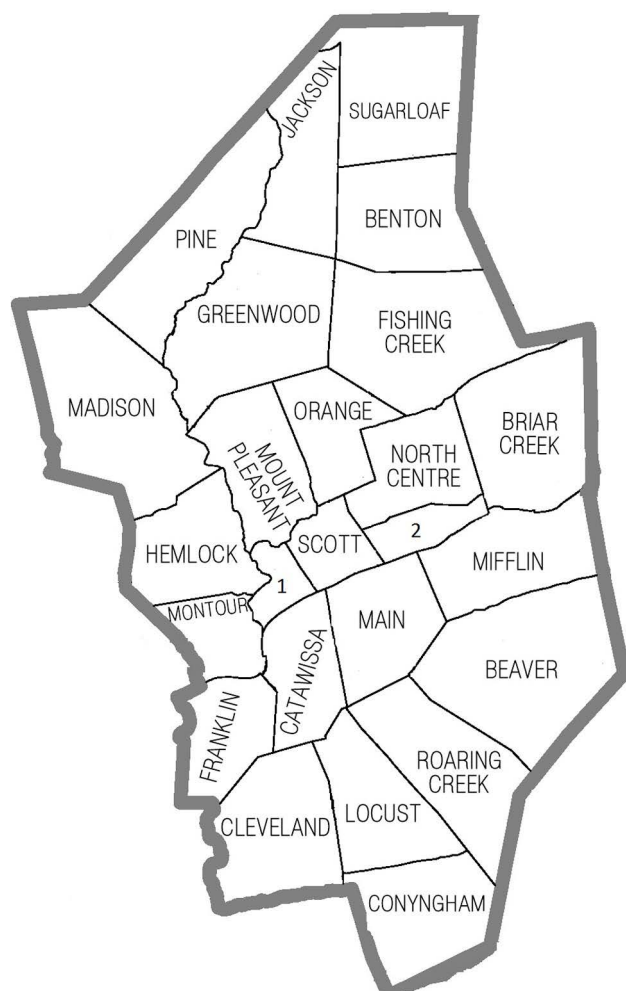 JACKSON
SUGARLOAF
BENTON
PINE
GREENWOOD
FISHING
CREEK
MADISON
ORANGE
BRIAR
CREEK
MOUNT
PLEASANT
NORTH
CENTRE
HEMLOCK
SCOTT
2
MIFFLIN
1
MONTOUR
MAIN
CATAWISSA
BEAVER
FRANKLIN
ROARING
CREEK
CLEVELAND
LOCUST
CONYNGHAM